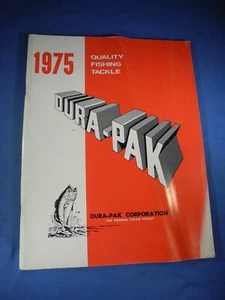 1975
QUALITY
FISHING
TACKLE
DURA-PAK
DURA-PAK CORPORATION